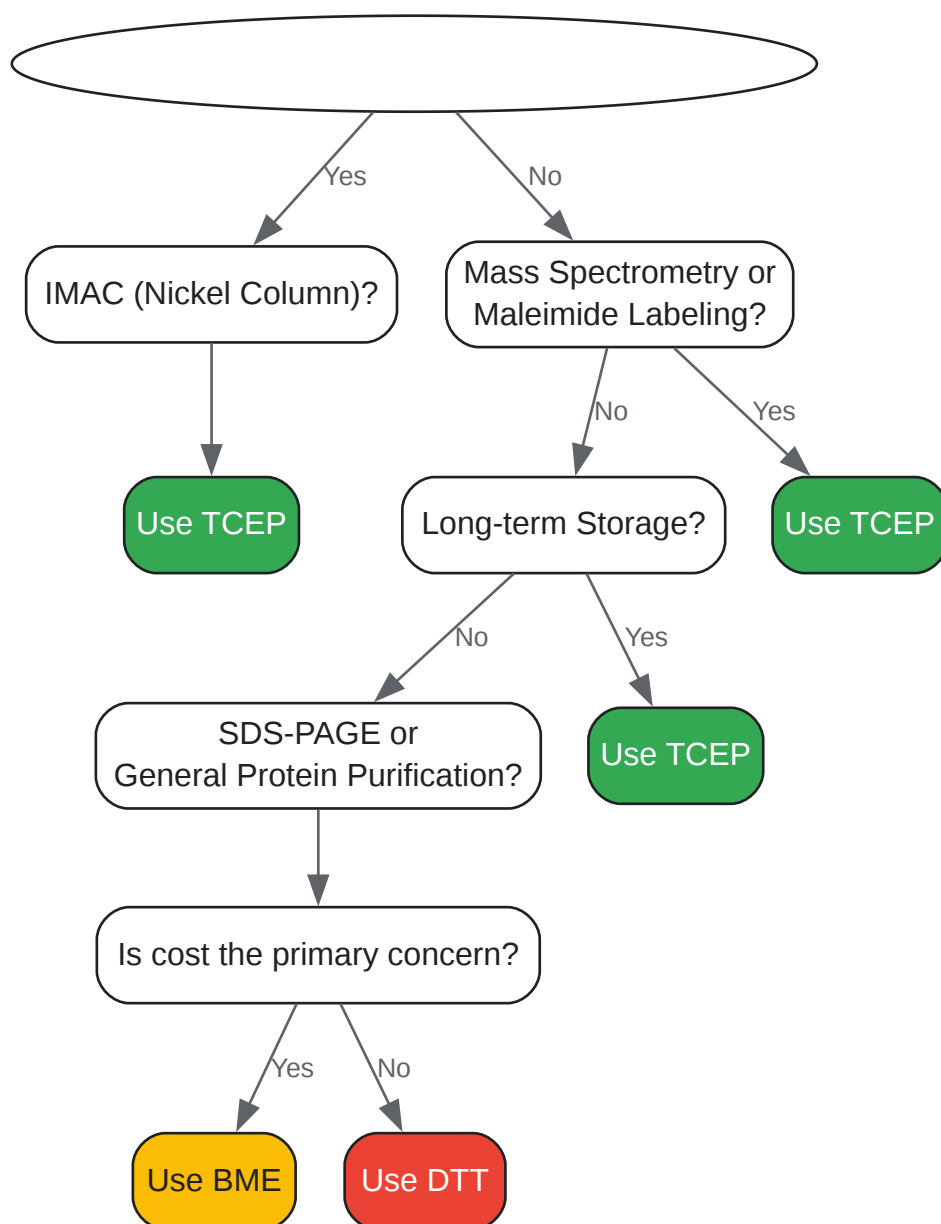 Yes
No
IMAC (Nickel Column)?
Mass Spectrometry or
Maleimide Labeling?
No
Yes
Use TCEP
Long-term Storage?
Use TCEP
No
Yes
SDS-PAGE or
General Protein Purification?
Use TCEP
Is cost the primary concern?
Yes
No
Use BME
Use DTT